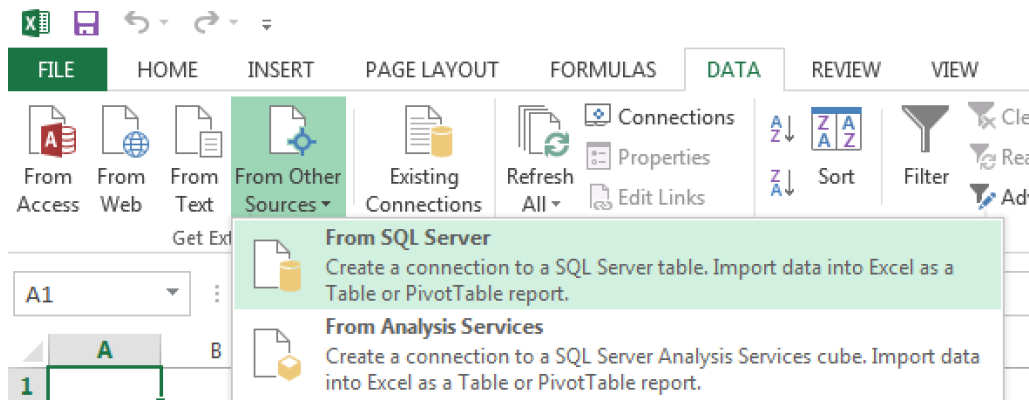 FILE HOME INSERT PAGE LAYOUT FORMULAS DATA REVIEW VIEW
From Access
From Web
From Text
From Other Sources
Existing Connections
Refresh All
Connections
Properties
Edit Links
A Z
Z A
Z A
A Z
Sort
Filter
Get
From SQL Server
Create a connection to a SQL Server table. Import data into Excel as a
Table or PivotTable report.
From Analysis Services
Create a connection to a SQL Server Analysis Services cube. Import data
into Excel as a Table or PivotTable report.
A1
A B
1